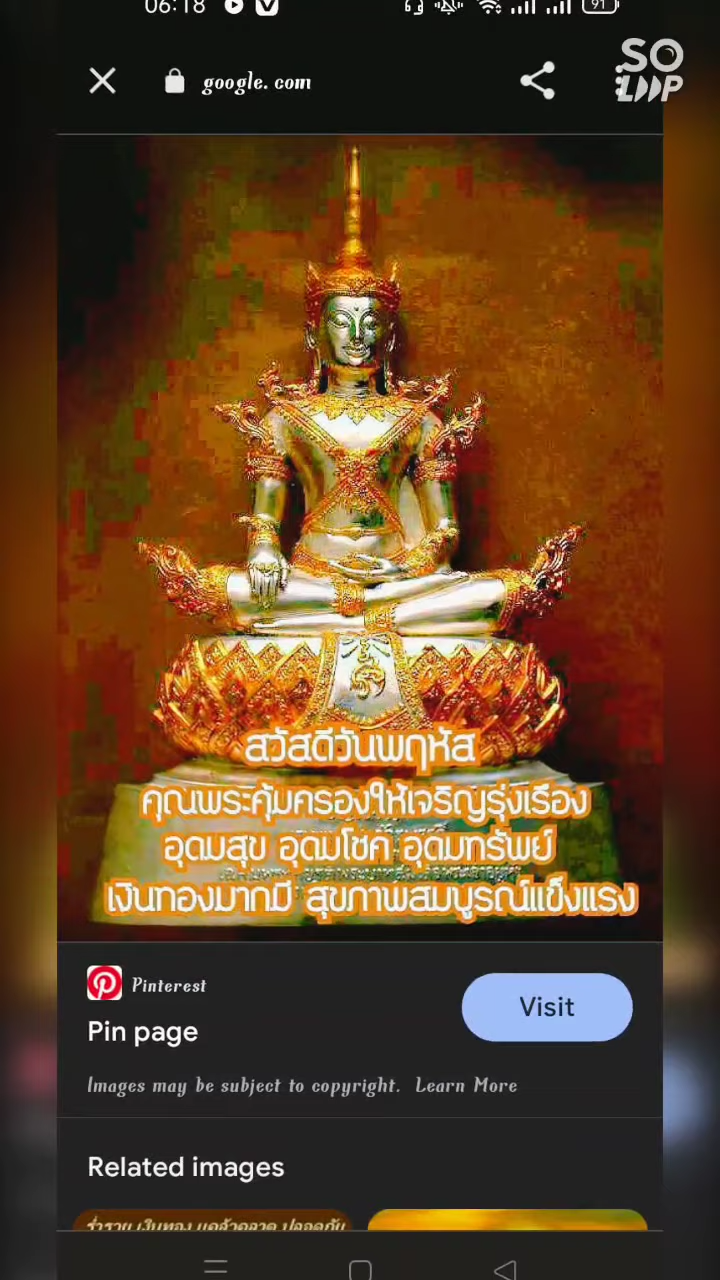 06:18
91
SO
LOOP
google.com
สวัสดีวันพฤหัส
คุณพระคุ้มครองให้เจริญรุ่งเรือง
อุดมสุข อุดมโชค อุดมทรัพย์
เงินทองมากมี สุขภาพสมบูรณ์แข็งแรง
Pinterest
Visit
Pin page
Images may be subject to copyright. Learn More
Related images